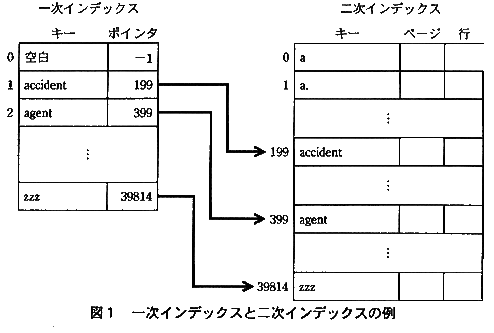 一次インデックス
キー ポインタ
0 空白 −1
1 accident 199
2 agent 399
⋮
zzz 39814
二次インデックス
キー ページ 行
0 a
1 a.
⋮
199 accident
⋮
399 agent
⋮
39814 zzz
図1 一次インデックスと二次インデックスの例